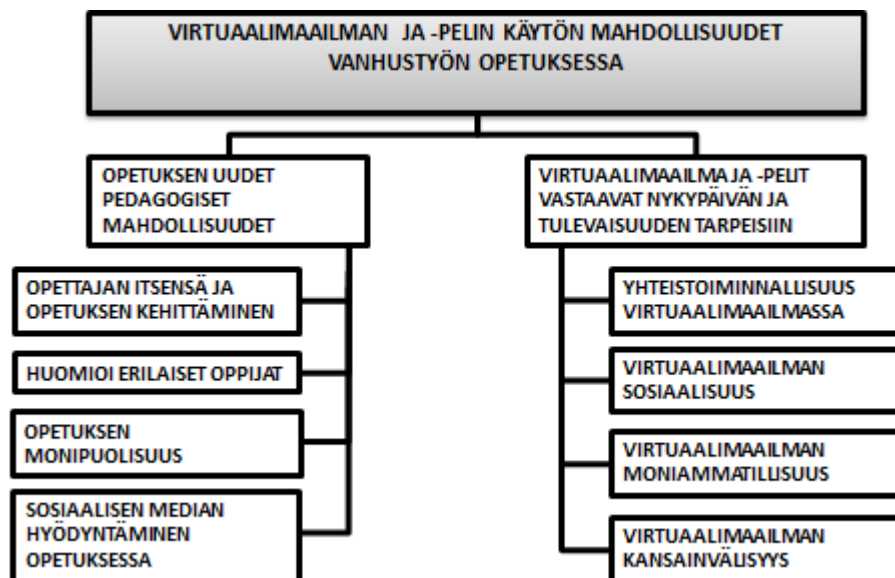 VIRTUAALIMAAILMAN JA -PELIN KÄYTÖN MAHDOLLISUUDET
VANHUSTYÖN OPETUKSESSA
OPETUKSEN UUDET
PEDAGOGISET
MAHDOLLISUUDET
OPETTAJAN ITSENSÄ JA
OPETUKSEN KEHITTÄMINEN
HUOMIOI ERILAISET OPPIJAT
OPETUKSEN
MONIPUOLISUUS
SOSIAALISEN MEDIAN
HYÖDYNTÄMINEN
OPETUKSESSA
VIRTUAALIMAAILMA JA -PELIT
VASTAAVAT NYKYPÄIVÄN JA
TULEVAISUUDEN TARPEISIIN
YHTEISTOIMINNALLISUUS
VIRTUAALIMAAILMASSA
VIRTUAALIMAAILMAN
SOSIAALISUUS
VIRTUAALIMAAILMAN
MONIAMMATILLISUUS
VIRTUAALIMAAILMAN
KANSAINVÄLISYYS